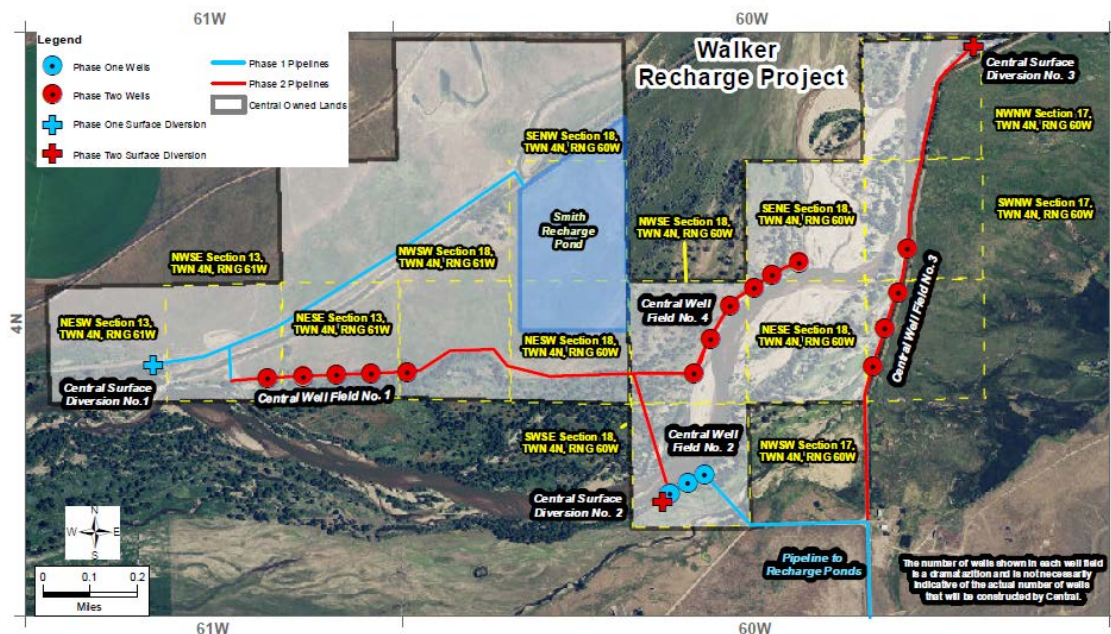 61W
60W
Legend
Phase One Wells
Phase Two Wells
Phase One Surface Diversion
Phase Two Surface Diversion
Phase 1 Pipelines
Phase 2 Pipelines
Central Owned Lands
Walker
Recharge Project
Central Surface
Diversion No. 3
NWNW Section 17,
TWN 4N, RNG 60W
SENW Section 18,
TWN 4N, RNG 60W
Smith
Recharge
Pond
NWSE Section 18,
TWN 4N, RNG 60W
SENE Section 18,
TWN 4N, RNG 60W
SWNW Section 17,
TWN 4N, RNG 60W
NWSE Section 13,
TWN 4N, RNG 61W
NWSW Section 18,
TWN 4N, RNG 61W
4N
4N
NESW Section 13,
TWN 4N, RNG 61W
NESE Section 13,
TWN 4N, RNG 61W
NESW Section 18,
TWN 4N, RNG 60W
Central Well
Field No. 4
NESE Section 18,
TWN 4N, RNG 60W
Central Well Field No. 3
Central Surface
Diversion No.1
Central Well Field No. 1
SWSE Section 18,
TWN 4N, RNG 60W
Central Well
Field No. 2
NWSW Section 17,
TWN 4N, RNG 60W
Central Surface
Diversion No. 2
Pipeline to
Recharge Ponds
The number of wells shown in each well field
is a dramatazition and is not necessarily
indicative of the actual number of wells
that will be constructed by Central.
N
W E
S
0 0.1 0.2
Miles
61W
60W